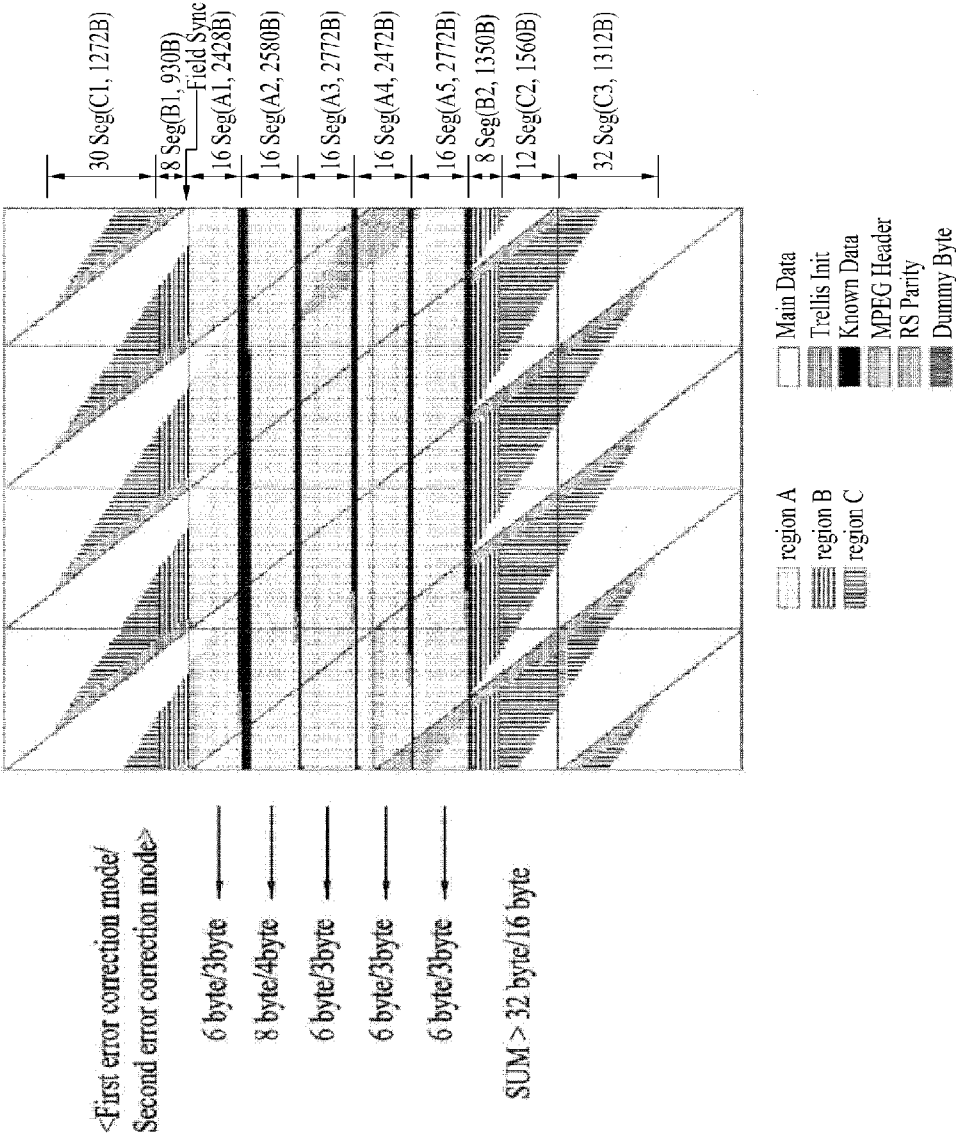 <First error correction mode/
Second error correction mode>
6 byte/3byte
8 byte/4byte
6 byte/3byte
6 byte/3byte
6 byte/3byte
SUM > 32 byte/16 byte
30 Seg(C1, 1272B)
8 Seg(B1, 930B)
Field Sync
16 Seg(A1, 2428B)
16 Seg(A2, 2580B)
16 Seg(A3, 2772B)
16 Seg(A4, 2472B)
16 Seg(A5, 2772B)
8 Seg(B2, 1350B)
12 Seg(C2, 1560B)
32 Seg(C3, 1312B)
region A
region B
region C
Main Data
Trellis Init
Known Data
MPEG Header
RS Parity
Dummy Byte